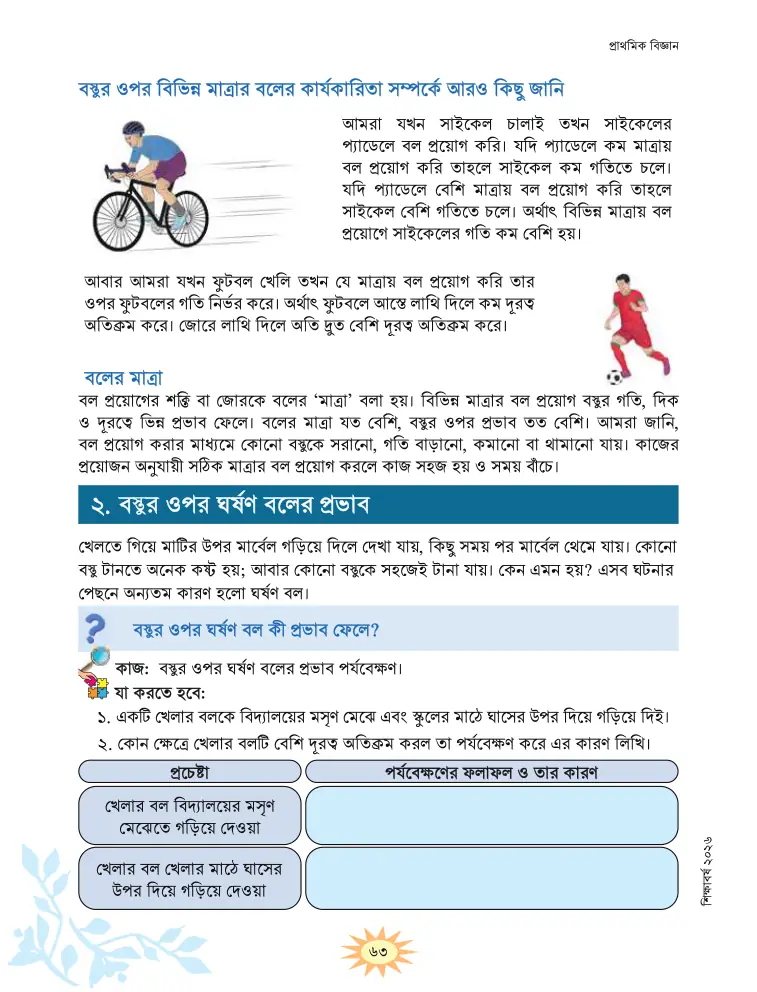 প্রাথমিক বিজ্ঞান
বস্তুর ওপর বিভিন্ন মাত্রার বলের কার্যকারিতা সম্পর্কে আরও কিছু জানি
আমরা যখন সাইকেল চালাই তখন সাইকেলের
প্যাডেলে বল প্রয়োগ করি। যদি প্যাডেলে কম মাত্রায়
বল প্রয়োগ করি তাহলে সাইকেল কম গতিতে চলে।
যদি প্যাডেলে বেশি মাত্রায় বল প্রয়োগ করি তাহলে
সাইকেল বেশি গতিতে চলে। অর্থাৎ বিভিন্ন মাত্রায় বল
প্রয়োগে সাইকেলের গতি কম বেশি হয়।
আবার আমরা যখন ফুটবল খেলি তখন যে মাত্রায় বল প্রয়োগ করি তার
ওপর ফুটবলের গতি নির্ভর করে। অর্থাৎ ফুটবলে আস্তে লাথি দিলে কম দূরত্ব
অতিক্রম করে। জোরে লাথি দিলে অতি দ্রুত বেশি দূরত্ব অতিক্রম করে।
বলের মাত্রা
বল প্রয়োগের শক্তি বা জোরকে বলের ‘মাত্রা’ বলা হয়। বিভিন্ন মাত্রার বল প্রয়োগ বস্তুর গতি, দিক
ও দূরত্বে ভিন্ন প্রভাব ফেলে। বলের মাত্রা যত বেশি, বস্তুর ওপর প্রভাব তত বেশি। আমরা জানি,
বল প্রয়োগ করার মাধ্যমে কোনো বস্তুকে সরানো, গতি বাড়ানো, কমানো বা থামানো যায়। কাজের
প্রয়োজন অনুযায়ী সঠিক মাত্রার বল প্রয়োগ করলে কাজ সহজ হয় ও সময় বাঁচে।
২. বস্তুর ওপর ঘর্ষণ বলের প্রভাব
খেলতে গিয়ে মাটির উপর মার্বেল গড়িয়ে দিলে দেখা যায়, কিছু সময় পর মার্বেল থেমে যায়। কোনো
বস্তু টানতে অনেক কষ্ট হয়; আবার কোনো বস্তুকে সহজেই টানা যায়। কেন এমন হয়? এসব ঘটনার
পেছনে অন্যতম কারণ হলো ঘর্ষণ বল।
? বস্তুর ওপর ঘর্ষণ বল কী প্রভাব ফেলে?
কাজ: বস্তুর ওপর ঘর্ষণ বলের প্রভাব পর্যবেক্ষণ।
যা করতে হবে:
১. একটি খেলার বলকে বিদ্যালয়ের মসৃণ মেঝে এবং স্কুলের মাঠে ঘাসের উপর দিয়ে গড়িয়ে দিই।
২. কোন ক্ষেত্রে খেলার বলটি বেশি দূরত্ব অতিক্রম করল তা পর্যবেক্ষণ করে এর কারণ লিখি।
প্রচেষ্টা
পর্যবেক্ষণের ফলাফল ও তার কারণ
খেলার বল বিদ্যালয়ের মসৃণ
মেঝেতে গড়িয়ে দেওয়া
খেলার বল খেলার মাঠে ঘাসের
উপর দিয়ে গড়িয়ে দেওয়া
শিক্ষাবর্ষ ২০২৬
৬৩